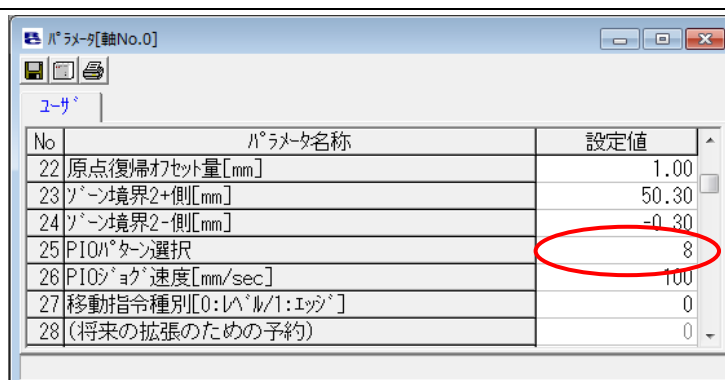 ﾊﾟﾗﾒｰﾀ[軸No.0]
ﾕｰｻﾞ
No ﾊﾟﾗﾒｰﾀ名称 設定値
22 原点復帰ｵﾌｾｯﾄ量[mm] 1.00
23 ｿﾞｰﾝ境界2+側[mm] 50.30
24 ｿﾞｰﾝ境界2-側[mm] -0.30
25 PIOﾊﾟﾀｰﾝ選択 8
26 PIOｼﾞｮｸﾞ速度[mm/sec] 100
27 移動指令種別[0:ﾚﾍﾞﾙ/1:ｴｯｼﾞ] 0
28 (将来の拡張のための予約) 0